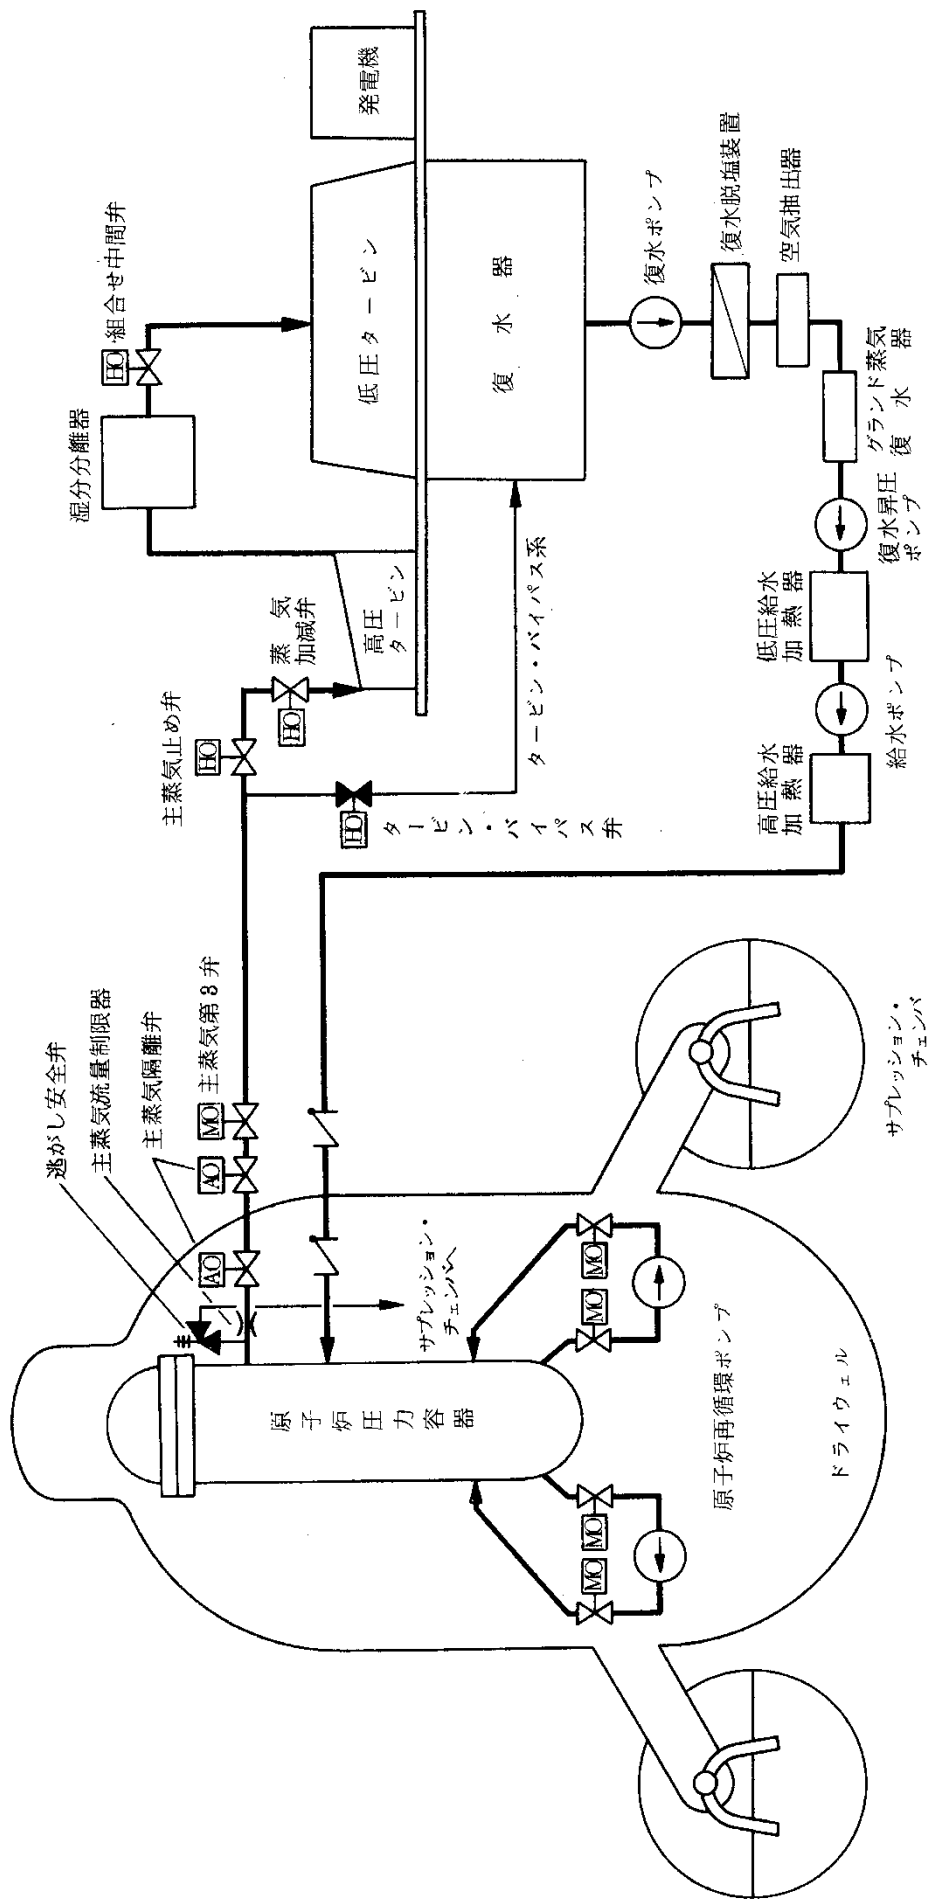 逃がし安全弁
主蒸気流量制限器
主蒸気隔離弁
AO
AO
MO
主蒸気第3弁
主蒸気止め弁
HO
HO
蒸気
加減弁
高圧
タービン
湿分分離器
HO
組合せ中間弁
低圧タービン
発電機
復水器
HO
タービン・バイパス弁
タービン・バイパス系
復水ポンプ
復水脱塩装置
空気抽出器
グランド蒸気
復水器
復水昇圧
ポンプ
低圧給水
加熱器
給水ポンプ
高圧給水
加熱器
サプレッション・
チェンバへ
原子炉圧力容器
MO
MO
MO
MO
原子炉再循環ポンプ
ドライウェル
サプレッション・
チェンバ